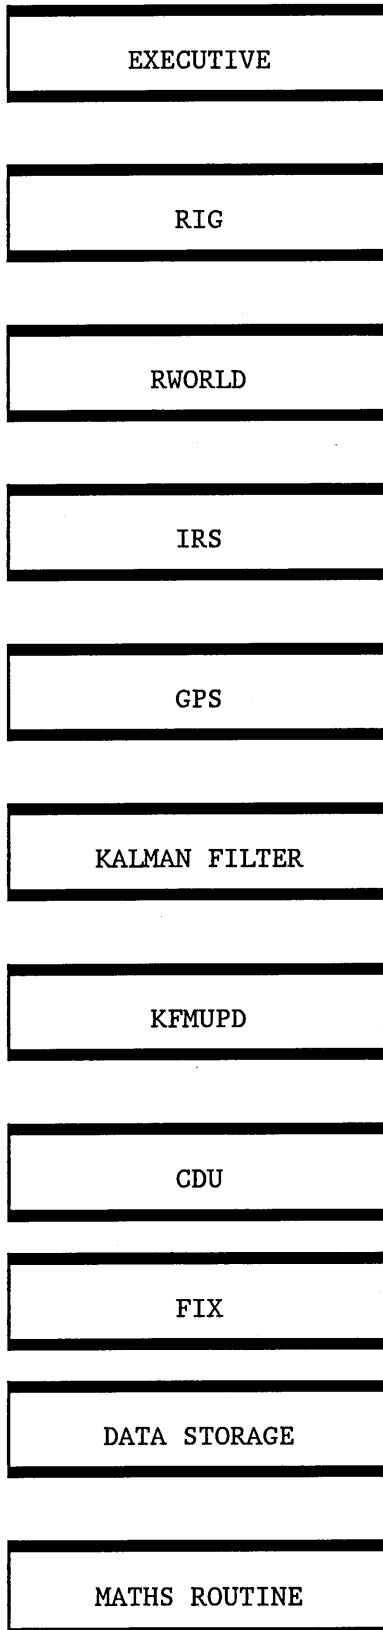 EXECUTIVE
RIG
RWORLD
IRS
GPS
KALMAN FILTER
KFMUPD
CDU
FIX
DATA STORAGE
MATHS ROUTINE